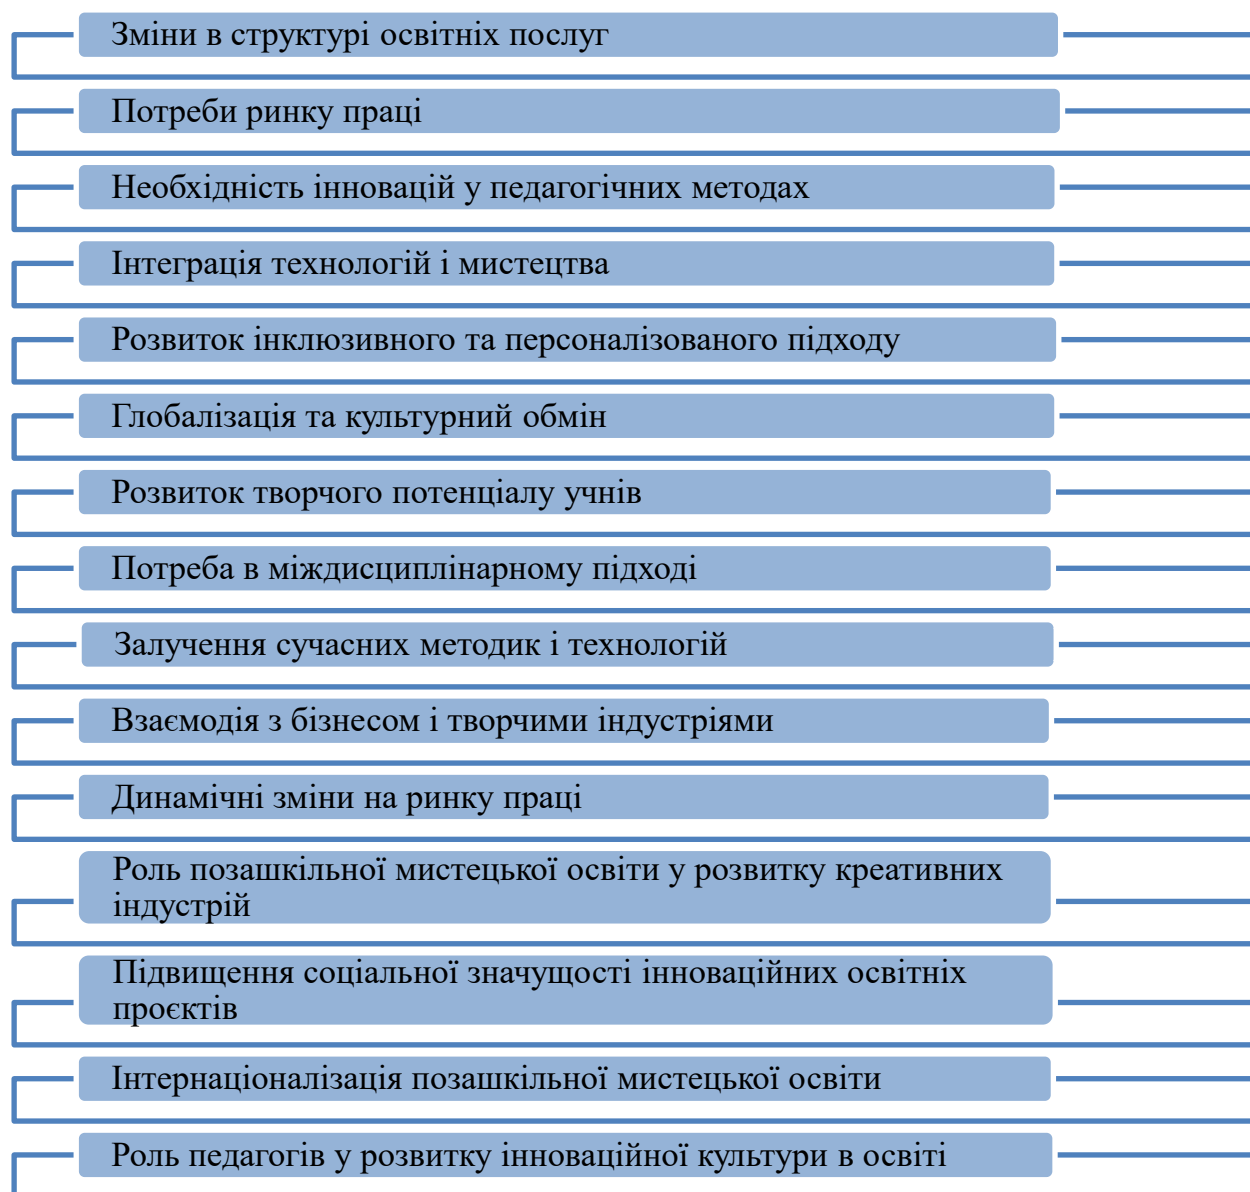 Зміни в структурі освітніх послуг
Потреби ринку праці
Необхідність інновацій у педагогічних методах
Інтеграція технологій і мистецтва
Розвиток інклюзивного та персоналізованого підходу
Глобалізація та культурний обмін
Розвиток творчого потенціалу учнів
Потреба в міждисциплінарному підході
Залучення сучасних методик і технологій
Взаємодія з бізнесом і творчими індустріями
Динамічні зміни на ринку праці
Роль позашкільної мистецької освіти у розвитку креативних
індустрій
Підвищення соціальної значущості інноваційних освітніх
проєктів
Інтернаціоналізація позашкільної мистецької освіти
Роль педагогів у розвитку інноваційної культури в освіті